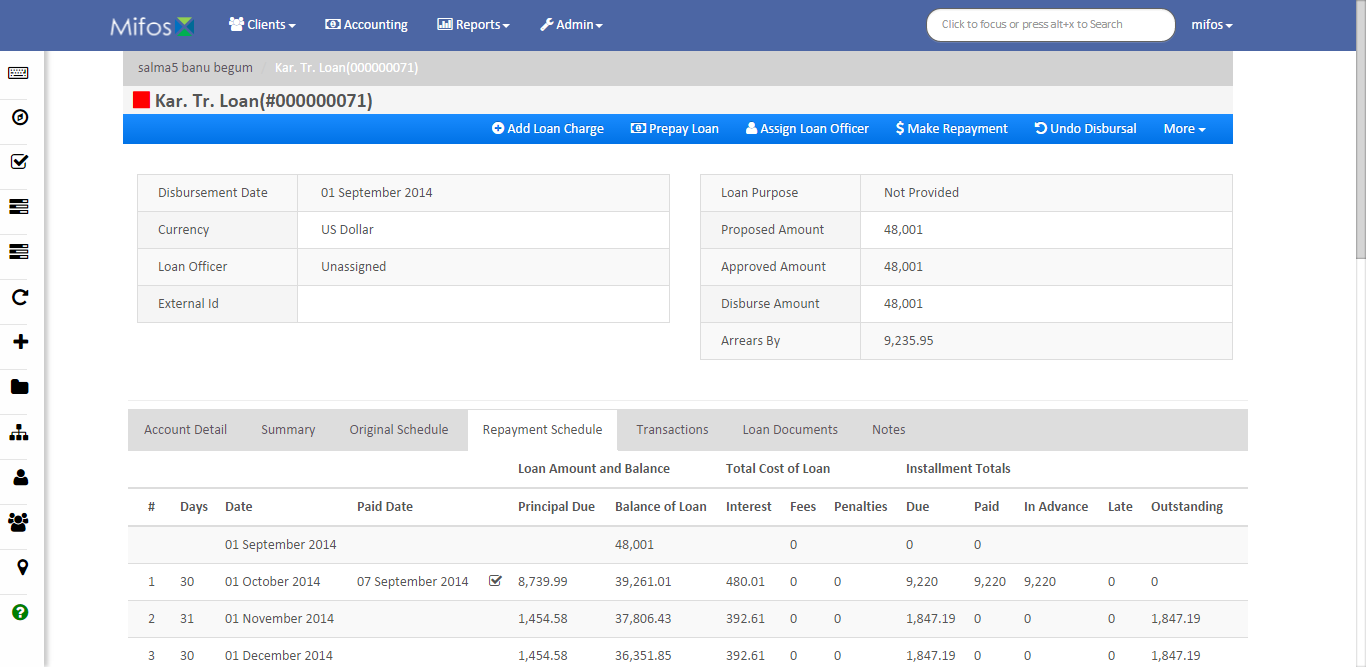 Mifos Clients Accounting Reports Admin Click to focus or press alt+x to Search mifos
salma5 banu begum / Kar. Tr. Loan(000000071)
Kar. Tr. Loan(#000000071)
Add Loan Charge Prepay Loan Assign Loan Officer $ Make Repayment Undo Disbursal More
Disbursement Date 01 September 2014
Currency US Dollar
Loan Officer Unassigned
External Id
Loan Purpose Not Provided
Proposed Amount 48,001
Approved Amount 48,001
Disburse Amount 48,001
Arrears By 9,235.95
Account Detail Summary Original Schedule Repayment Schedule Transactions Loan Documents Notes
Loan Amount and Balance Total Cost of Loan Installment Totals
# Days Date Paid Date Principal Due Balance of Loan Interest Fees Penalties Due Paid In Advance Late Outstanding
01 September 2014 48,001 0 0 0
1 30 01 October 2014 07 September 2014 8,739.99 39,261.01 480.01 0 0 9,220 9,220 9,220 0 0
2 31 01 November 2014 1,454.58 37,806.43 392.61 0 0 1,847.19 0 0 0 1,847.19
3 30 01 December 2014 1,454.58 36,351.85 392.61 0 0 1,847.19 0 0 0 1,847.19